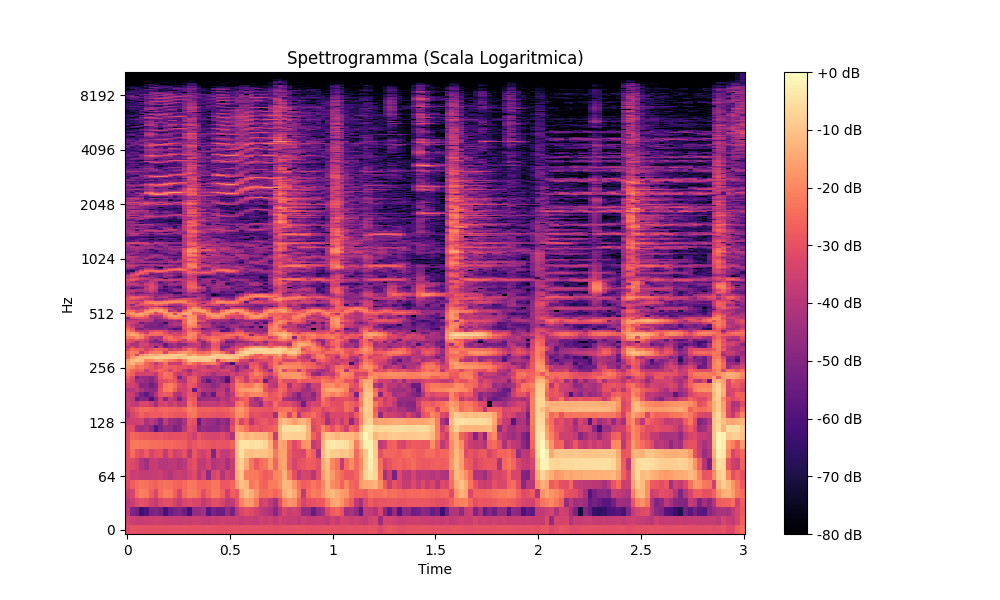 Spettrogramma (Scala Logaritmica)
Hz
8192
4096
2048
1024
512
256
128
64
0
0 0.5 1 1.5 2 2.5 3
Time
+0 dB
-10 dB
-20 dB
-30 dB
-40 dB
-50 dB
-60 dB
-70 dB
-80 dB